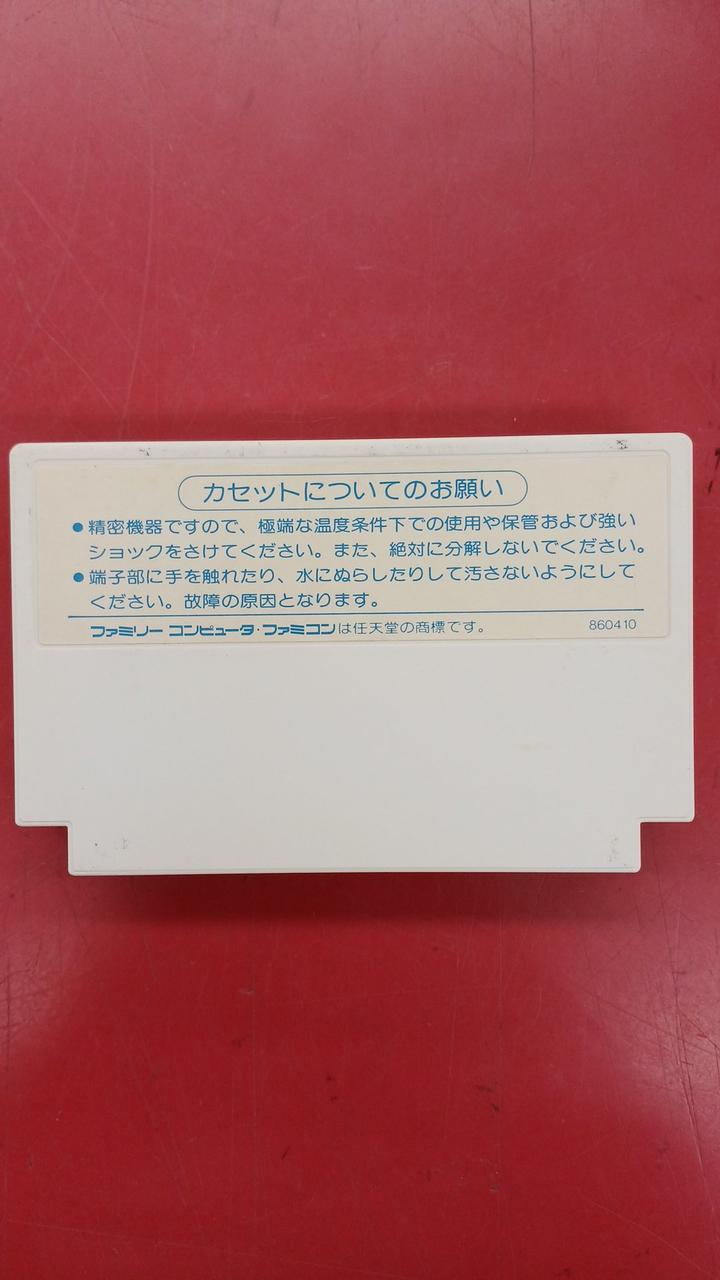 カセットについてのお願い
●精密機器ですので、極端な温度条件下での使用や保管および強い
ショックをさけてください。また、絶対に分解しないでください。
●端子部に手を触れたり、水にぬらしたりして汚さないようにして
ください。故障の原因となります。
ファミリー コンピュータ・ファミコンは任天堂の商標です。 860410